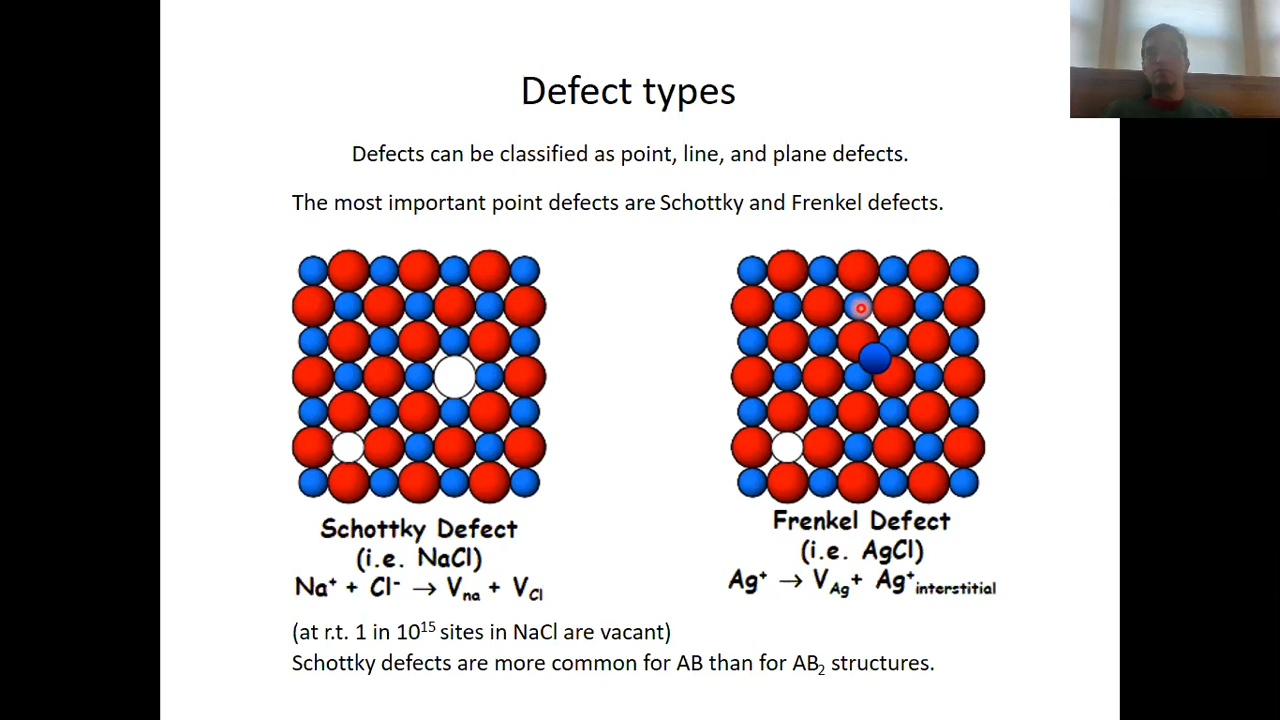 Defect types
Defects can be classified as point, line, and plane defects.
The most important point defects are Schottky and Frenkel defects.
Schottky Defect
(i.e. NaCl)
Na⁺ + Cl⁻ → V_na + V_Cl
Frenkel Defect
(i.e. AgCl)
Ag⁺ → V_Ag + Ag⁺_interstitial
(at r.t. 1 in 10¹⁵ sites in NaCl are vacant)
Schottky defects are more common for AB than for AB₂ structures.